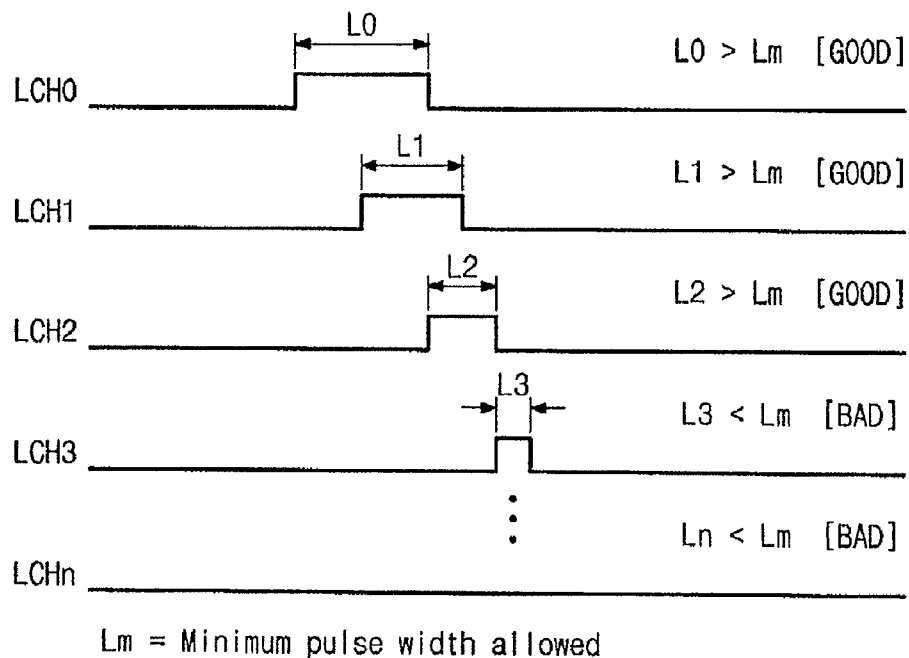 L0
L0 > Lm [GOOD]
LCH0
L1
L1 > Lm [GOOD]
LCH1
L2
L2 > Lm [GOOD]
LCH2
L3
L3 < Lm [BAD]
LCH3
Ln < Lm [BAD]
LCHn
Lm = Minimum pulse width allowed